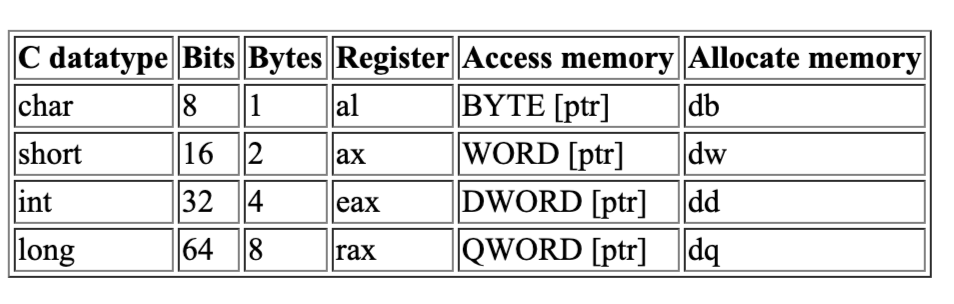 C datatype Bits Bytes Register Access memory Allocate memory
char 8 1 al BYTE [ptr] db
short 16 2 ax WORD [ptr] dw
int 32 4 eax DWORD [ptr] dd
long 64 8 rax QWORD [ptr] dq